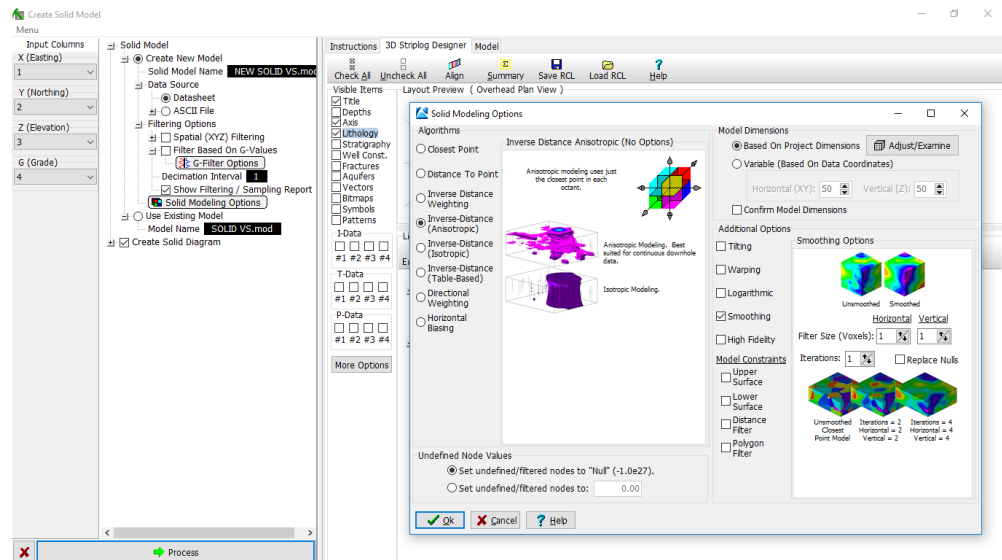 Create Solid Model
Menu
Input Columns
X (Easting)
1
Y (Northing)
2
Z (Elevation)
3
G (Grade)
4
Solid Model
Create New Model
Solid Model Name NEW SOLID VS.mod
Data Source
Datasheet
ASCII File
Filtering Options
Spatial (XYZ) Filtering
Filter Based On G-Values
G-Filter Options
Decimation Interval 1
Show Filtering / Sampling Report
Solid Modeling Options
Use Existing Model
Model Name SOLID VS.mod
Create Solid Diagram
Process
Instructions 3D Striplog Designer Model
Check All Uncheck All Align Summary Save RCL Load RCL Help
Visible Items
Title
Depths
Axis
Lithology
Stratigraphy
Well Const.
Fractures
Aquifers
Vectors
Bitmaps
Symbols
Patterns
I-Data
#1 #2 #3 #4
T-Data
#1 #2 #3 #4
P-Data
#1 #2 #3 #4
More Options
Layout Preview ( Overhead Plan View )
Solid Modeling Options
Algorithms
Closest Point
Distance To Point
Inverse Distance
Weighting
Inverse-Distance
(Anisotropic)
Inverse-Distance
(Isotropic)
Inverse-Distance
(Table-Based)
Directional
Weighting
Horizontal
Biasing
Inverse Distance Anisotropic (No Options)
Anisotropic modeling uses just
the closest point in each
octant.
Anisotropic Modeling. Best
suited for continuous downhole
data.
Isotropic Modeling.
Undefined Node Values
Set undefined/filtered nodes to "Null" (-1.0e27).
Set undefined/filtered nodes to: 0.00
Ok Cancel Help
Model Dimensions
Based On Project Dimensions Adjust/Examine
Variable (Based On Data Coordinates)
Horizontal (XY): 50 Vertical (Z): 50
Confirm Model Dimensions
Additional Options
Tilting
Warping
Logarithmic
Smoothing
High Fidelity
Model Constraints
Upper
Surface
Lower
Surface
Distance
Filter
Polygon
Filter
Smoothing Options
Unsmoothed Smoothed
Horizontal Vertical
Filter Size (Voxels): 1 1
Iterations: 1 Replace Nulls
Unsmoothed Iterations = 2 Iterations = 4
Closest Horizontal = 2 Horizontal = 4
Point Model Vertical = 2 Vertical = 4